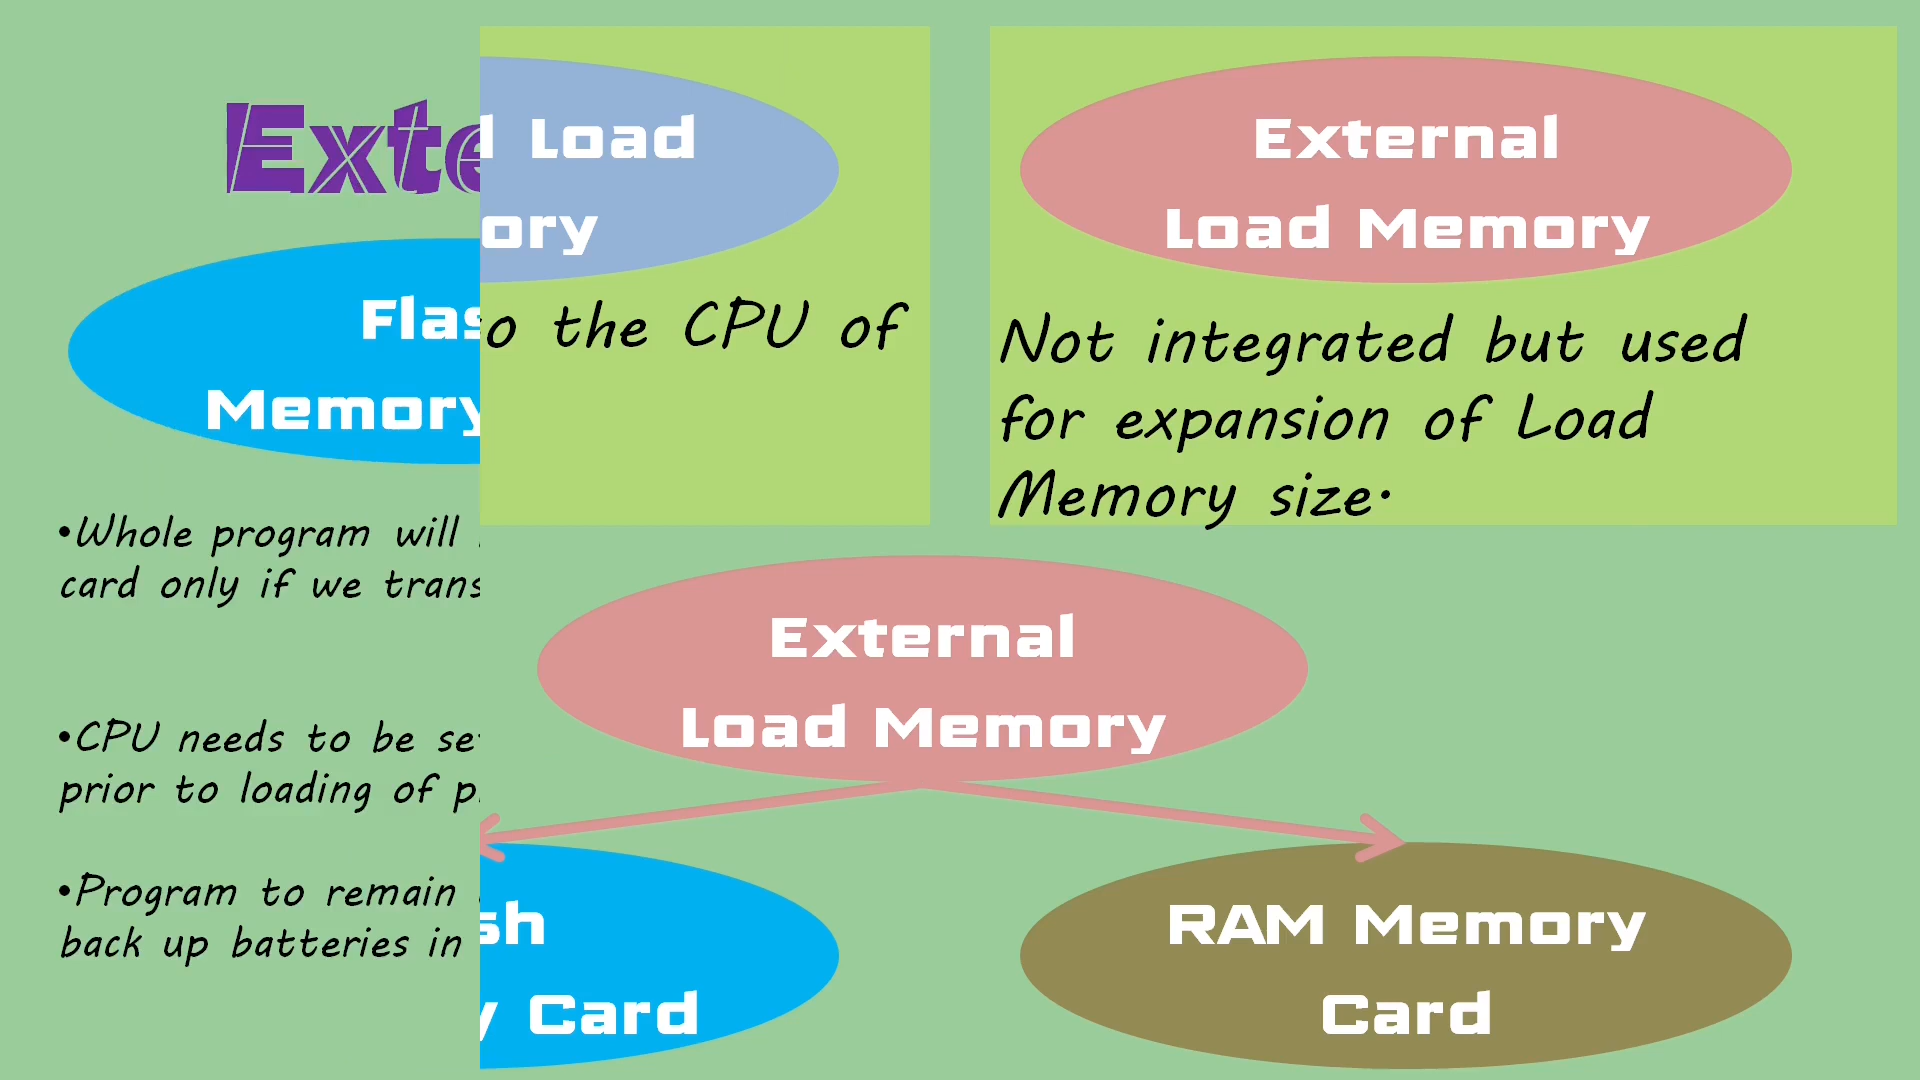 Exte
Flas
Memory
•Whole program will
card only if we trans
•CPU needs to be set
prior to loading of p
•Program to remain
back up batteries in
d Load
ory
o the CPU of
External
Load Memory
Not integrated but used
for expansion of Load
Memory size.
External
Load Memory
sh
y Card
RAM Memory
Card